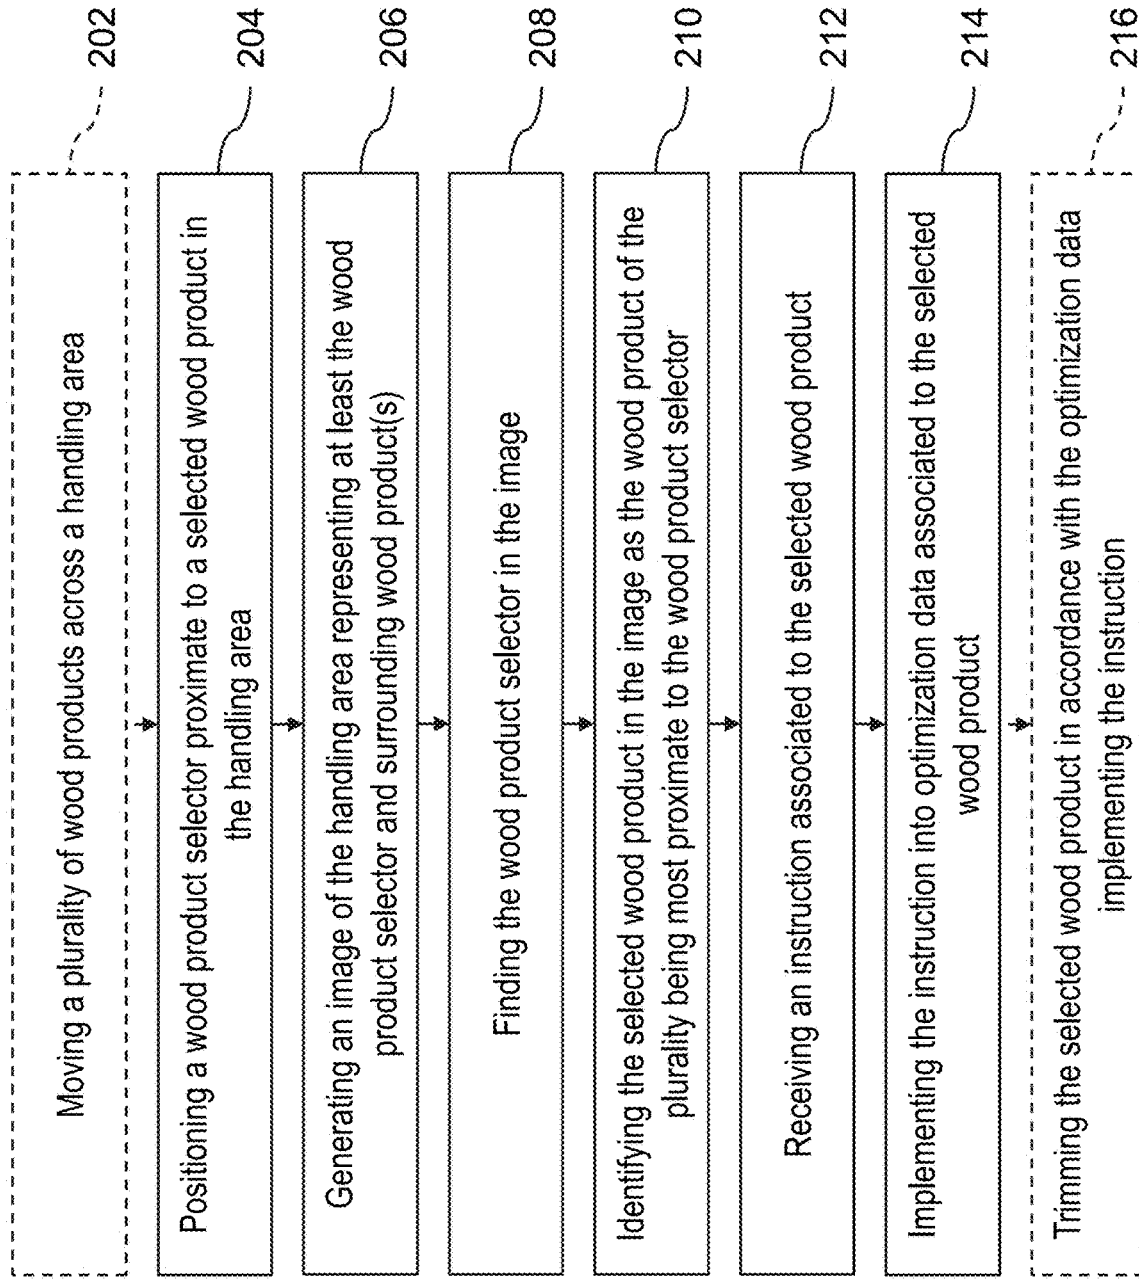 Moving a plurality of wood products across a handling area
202
Positioning a wood product selector proximate to a selected wood product in
the handling area
204
Generating an image of the handling area representing at least the wood
product selector and surrounding wood product(s)
206
Finding the wood product selector in the image
208
Identifying the selected wood product in the image as the wood product of the
plurality being most proximate to the wood product selector
210
Receiving an instruction associated to the selected wood product
212
Implementing the instruction into optimization data associated to the selected
wood product
214
Trimming the selected wood product in accordance with the optimization data
implementing the instruction
216